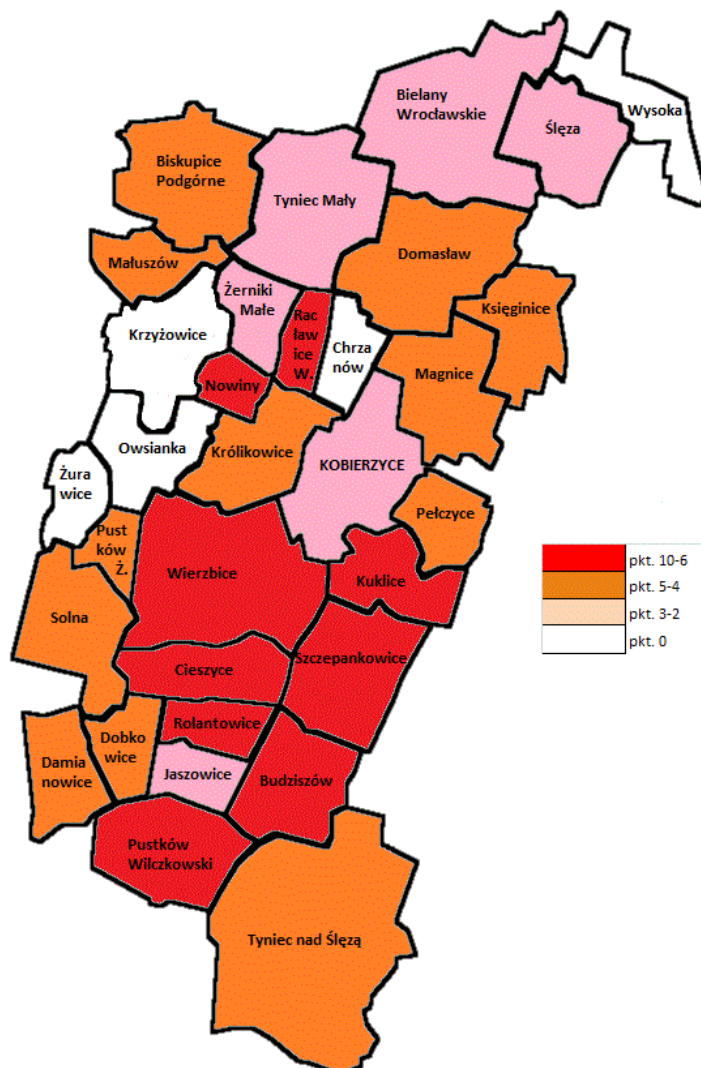 Bielany
Wrocławskie
Wysoka
Ślęza
Biskupice
Podgórne
Tyniec Mały
Domasław
Małuszów
Żerniki
Małe
Księginice
Rac
ław
ice
W.
Krzyżowice
Chrza
nów
Magnice
Nowiny
Owsianka
Królikowice
KOBIERZYCE
Żura
wice
Pełczyce
Pust
ków
Ż.
Wierzbice
Kuklice
pkt. 10-6
pkt. 5-4
pkt. 3-2
pkt. 0
Solna
Cieszyce
Szczepankowice
Rolantowice
Dobko
wice
Damia
nowice
Jaszowice
Budziszów
Pustków
Wilczkowski
Tyniec nad Ślęzą